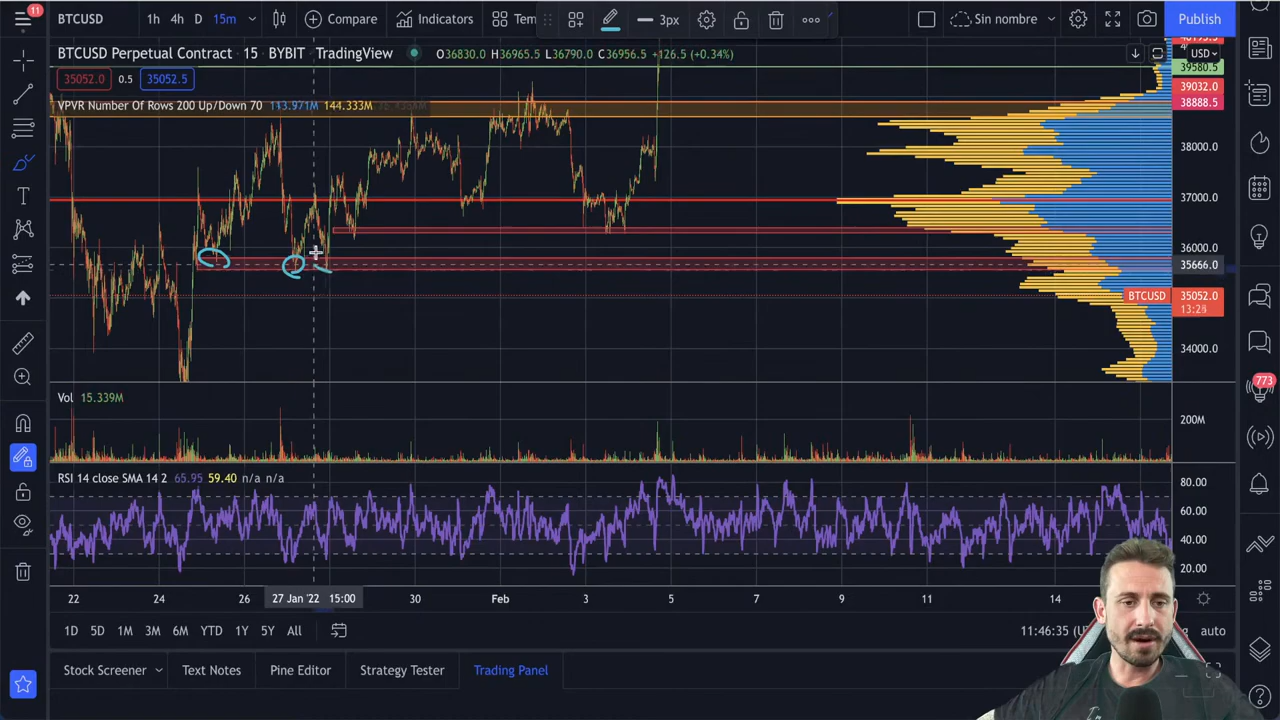 11
BTCUSD
1h 4h D 15m
Compare
Indicators
Tem
3px
Sin nombre
Publish
BTCUSD Perpetual Contract · 15 · BYBIT · TradingView
O36830.0 H36965.5 L36790.0 C36956.5 +126.5 (+0.34%)
USD
39580.5
35052.0 0.5 35052.5
39032.0
VPVR Number Of Rows 200 Up/Down 70 113.971M 144.333M
38888.5
38000.0
37000.0
36000.0
35666.0
BTCUSD 35052.0
13:25
34000.0
Vol 15.339M
773
200M
RSI 14 close SMA 14 2 65.95 59.40 n/a n/a
80.00
60.00
40.00
20.00
22 24 26 27 Jan '22 15:00 30 Feb 3 5 7 9 11 14
1D 5D 1M 3M 6M YTD 1Y 5Y All
11:46:35 (U
auto
Stock Screener Text Notes Pine Editor Strategy Tester Trading Panel